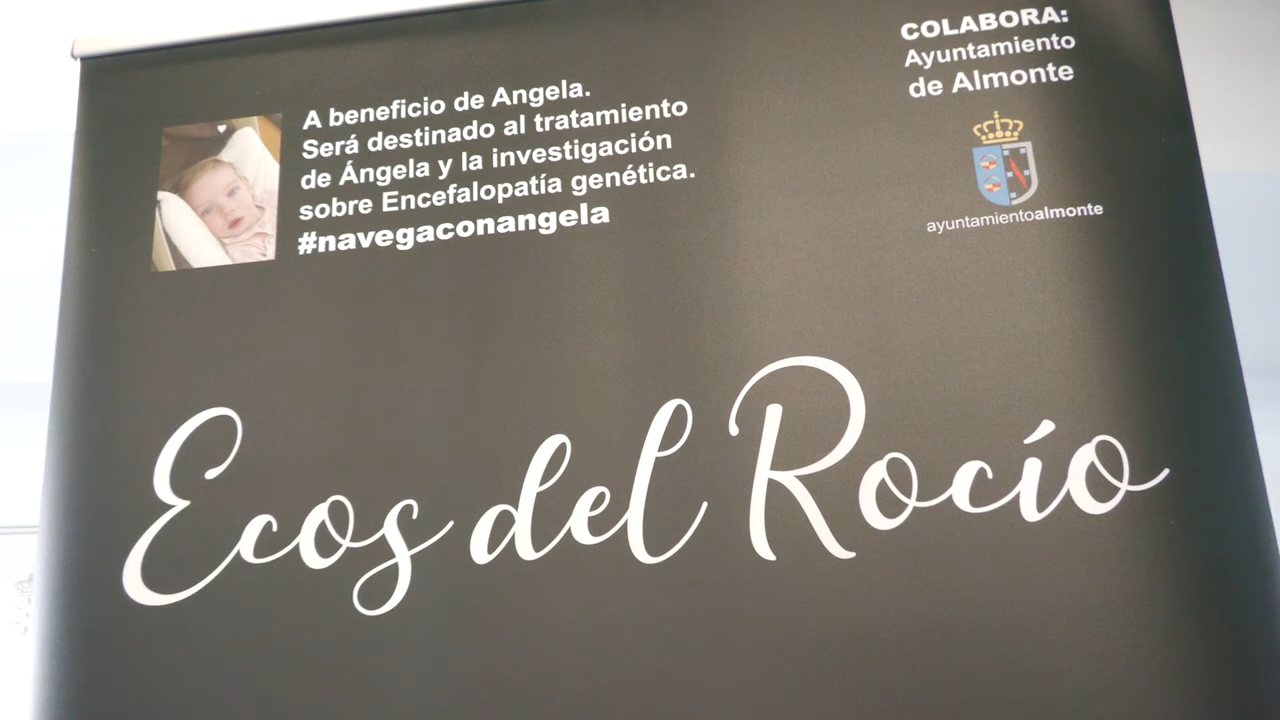 A beneficio de Angela.
Será destinado al tratamiento
de Ángela y la investigación
sobre Encefalopatía genética.
#navegaconangela
COLABORA:
Ayuntamiento
de Almonte
ayuntamientoalmonte
Ecos del Rocío